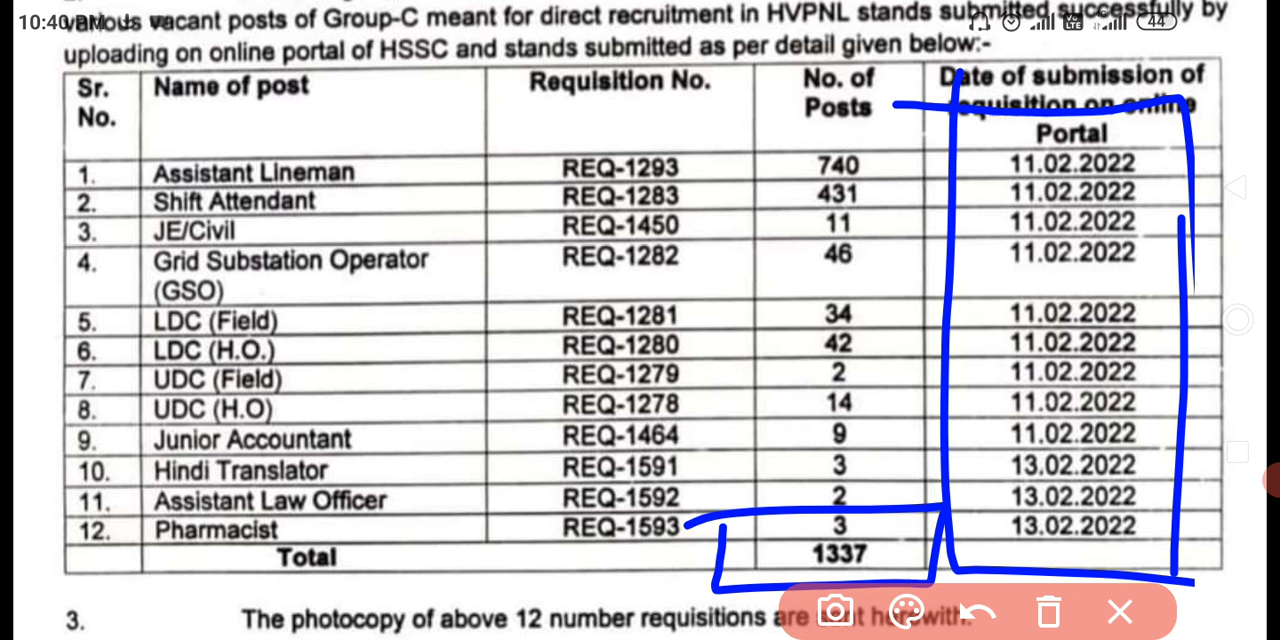 10:40 PM
various vacant posts of Group-C meant for direct recruitment in HVPNL stands submitted successfully by
44
uploading on online portal of HSSC and stands submitted as per detail given below:-
Sr. No. Name of post Requisition No. No. of Posts Date of submission of requisition on online Portal
1. Assistant Lineman REQ-1293 740 11.02.2022
2. Shift Attendant REQ-1283 431 11.02.2022
3. JE/Civil REQ-1450 11 11.02.2022
4. Grid Substation Operator (GSO) REQ-1282 46 11.02.2022
5. LDC (Field) REQ-1281 34 11.02.2022
6. LDC (H.O.) REQ-1280 42 11.02.2022
7. UDC (Field) REQ-1279 2 11.02.2022
8. UDC (H.O) REQ-1278 14 11.02.2022
9. Junior Accountant REQ-1464 9 11.02.2022
10. Hindi Translator REQ-1591 3 13.02.2022
11. Assistant Law Officer REQ-1592 2 13.02.2022
12. Pharmacist REQ-1593 3 13.02.2022
Total 1337
3. The photocopy of above 12 number requisitions are sent herewith.